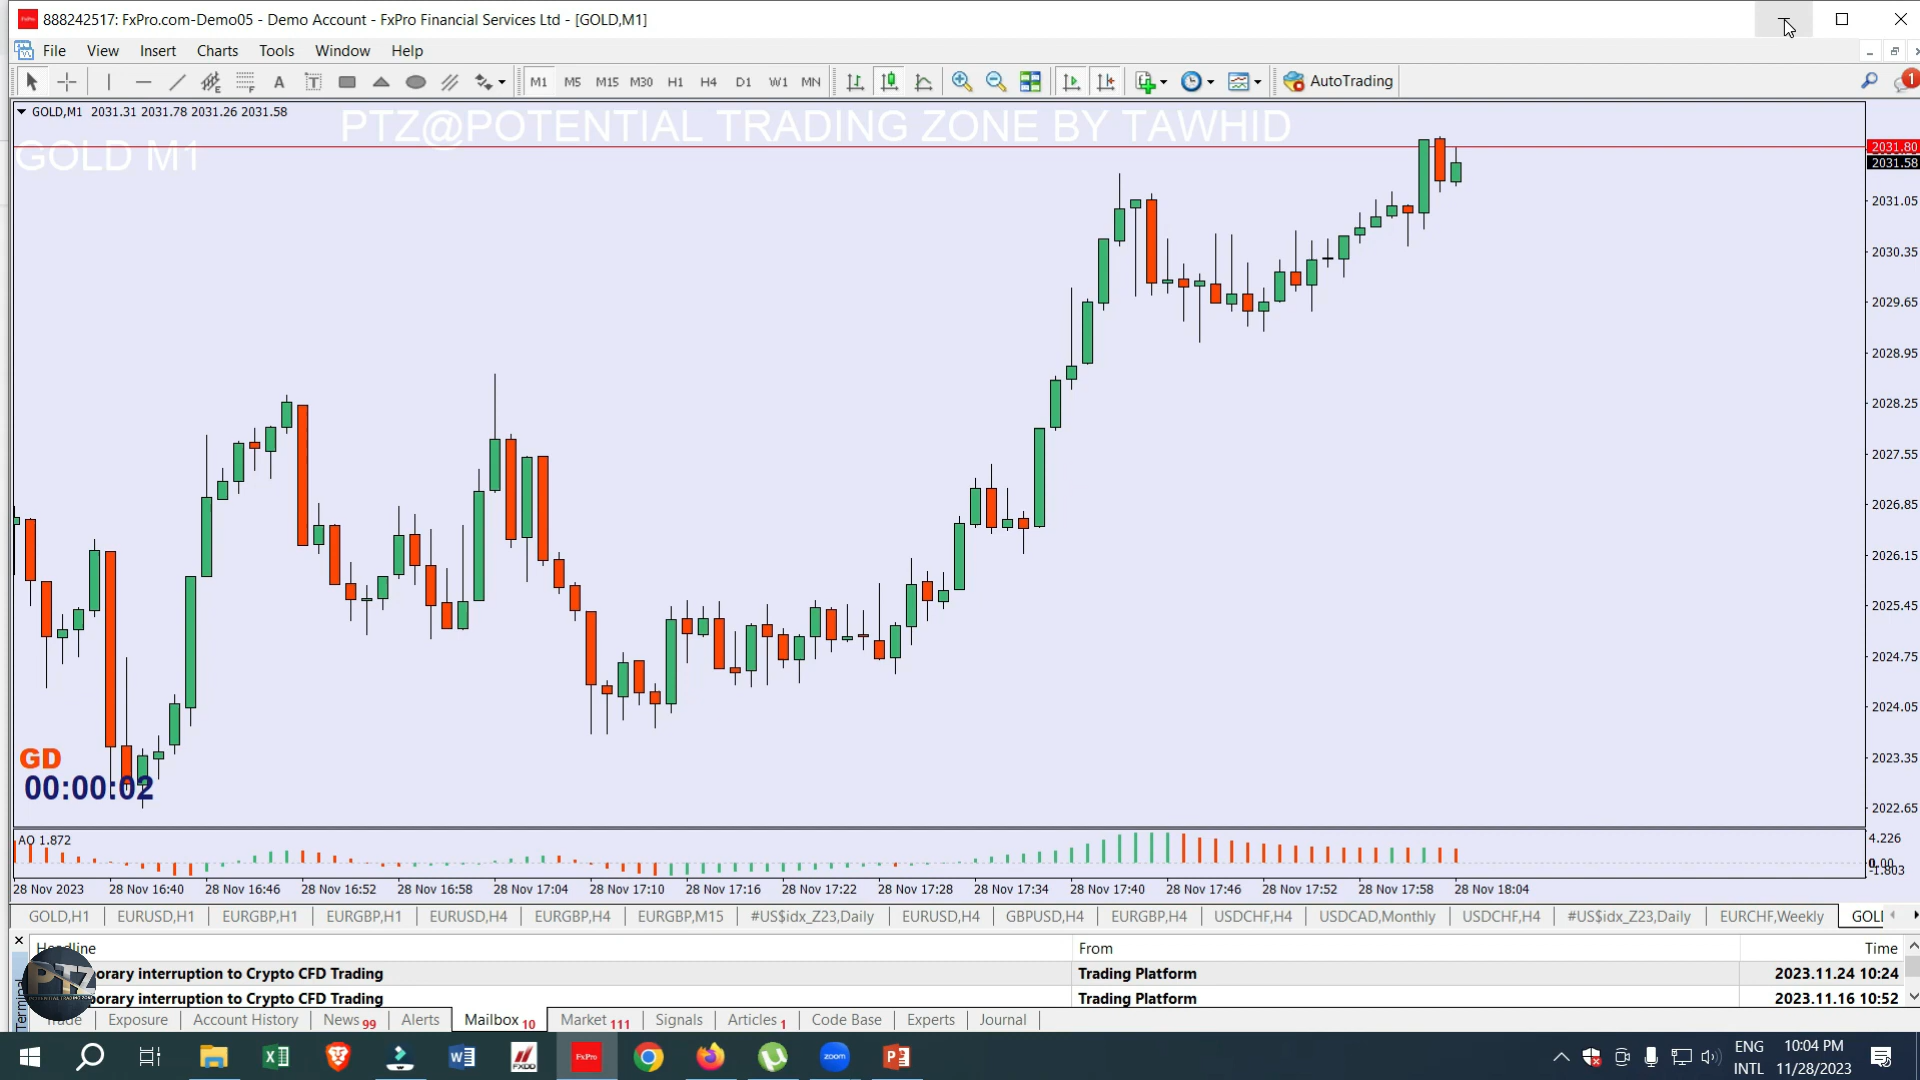 888242517: FxPro.com-Demo05 - Demo Account - FxPro Financial Services Ltd - [GOLD,M1]
File View Insert Charts Tools Window Help
M1 M5 M15 M30 H1 H4 D1 W1 MN AutoTrading 1
GOLD,M1 2031.31 2031.78 2031.26 2031.58
PTZ@POTENTIAL TRADING ZONE BY TAWHID
GOLD M1
2031.80
2031.58
2031.05
2030.35
2029.65
2028.95
2028.25
2027.55
2026.85
2026.15
2025.45
2024.75
2024.05
2023.35
2022.65
GD
00:00:02
AO 1.872
4.226
0.00
-1.803
28 Nov 2023 28 Nov 16:40 28 Nov 16:46 28 Nov 16:52 28 Nov 16:58 28 Nov 17:04 28 Nov 17:10 28 Nov 17:16 28 Nov 17:22 28 Nov 17:28 28 Nov 17:34 28 Nov 17:40 28 Nov 17:46 28 Nov 17:52 28 Nov 17:58 28 Nov 18:04
GOLD,H1 EURUSD,H1 EURGBP,H1 EURGBP,H1 EURUSD,H4 EURGBP,H4 EURGBP,M15 #US$idx_Z23,Daily EURUSD,H4 GBPUSD,H4 EURGBP,H4 USDCHF,H4 USDCAD,Monthly USDCHF,H4 #US$idx_Z23,Daily EURCHF,Weekly GOLI
Headline From Time
orary interruption to Crypto CFD Trading Trading Platform 2023.11.24 10:24
orary interruption to Crypto CFD Trading Trading Platform 2023.11.16 10:52
PTZ
POTENTIAL TRADING ZONE
Trade Exposure Account History News 99 Alerts Mailbox 10 Market 111 Signals Articles 1 Code Base Experts Journal
FXDD FxPro zoom
ENG
INTL
10:04 PM
11/28/2023